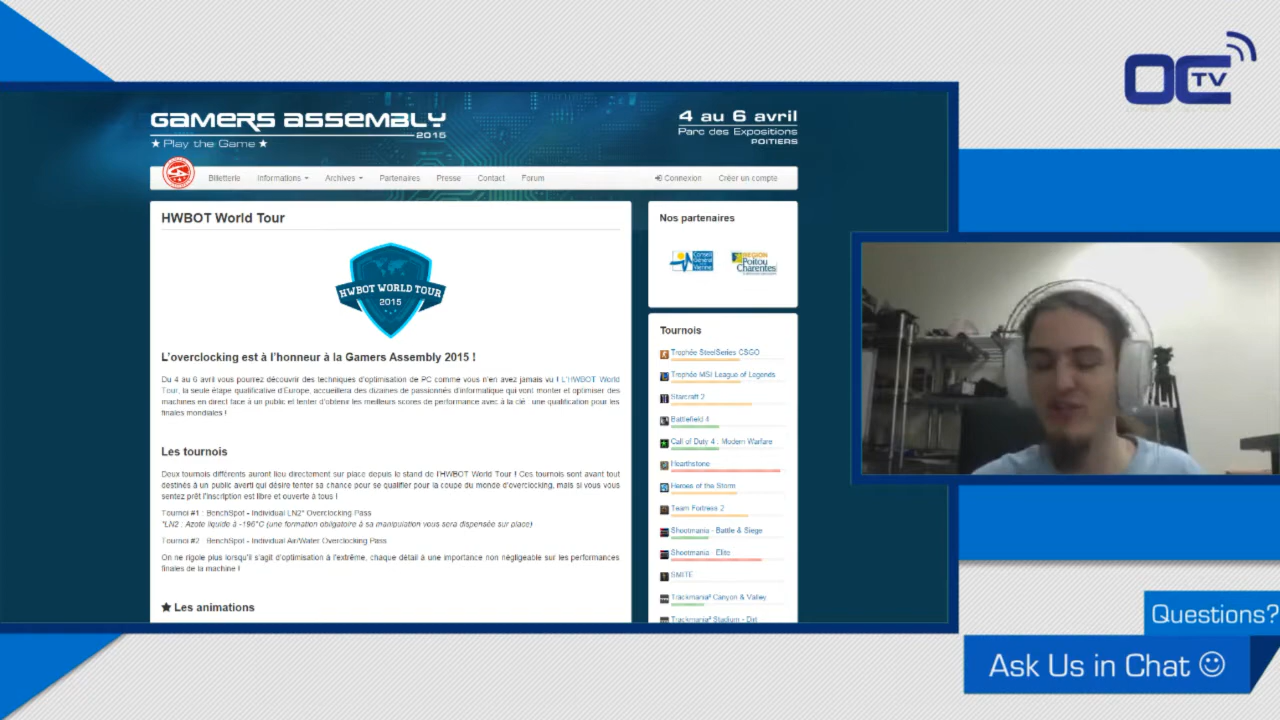 OCTV
GAMERS ASSEMBLY
2015
★ Play the Game ★
4 au 6 avril
Parc des Expositions
POITIERS
Billetterie Informations Archives Partenaires Presse Contact Forum Connexion Créer un compte
HWBOT World Tour
HWBOT WORLD TOUR
2015
L'overclocking est à l'honneur à la Gamers Assembly 2015 !
Du 4 au 6 avril vous pourrez découvrir des techniques d'optimisation de PC comme vous n'en avez jamais vu ! L'HWBOT World
Tour, la seule étape qualificative d'Europe, accueillera des dizaines de passionnés d'informatique qui vont monter et optimiser des
machines en direct face à un public et tenter d'obtenir les meilleurs scores de performance avec à la clé : une qualification pour les
finales mondiales !
Les tournois
Deux tournois différents auront lieu directement sur place depuis le stand de l'HWBOT World Tour ! Ces tournois sont avant tout
destinés à un public averti qui désire tenter sa chance pour se qualifier pour la coupe du monde d'overclocking, mais si vous vous
sentez prêt l'inscription est libre et ouverte à tous !
Tournoi #1 : BenchSpot - Individual LN2* Overclocking Pass
*LN2 : Azote liquide à -196°C (une formation obligatoire à sa manipulation vous sera dispensée sur place)
Tournoi #2 : BenchSpot - Individual Air/Water Overclocking Pass
On ne rigole plus lorsqu'il s'agit d'optimisation à l'extrême, chaque détail à une importance non négligeable sur les performances
finales de la machine !
★ Les animations
Nos partenaires
Conseil
Général
Vienne
REGION
Poitou
Charentes
Tournois
Trophée SteelSeries CSGO
Trophée MSI League of Legends
Starcraft 2
Battlefield 4
Call of Duty 4 : Modern Warfare
Hearthstone
Heroes of the Storm
Team Fortress 2
Shootmania - Battle & Siege
Shootmania - Elite
SMITE
Trackmania² Canyon & Valley
Trackmania² Stadium - Dirt
Questions?
Ask Us in Chat ☺